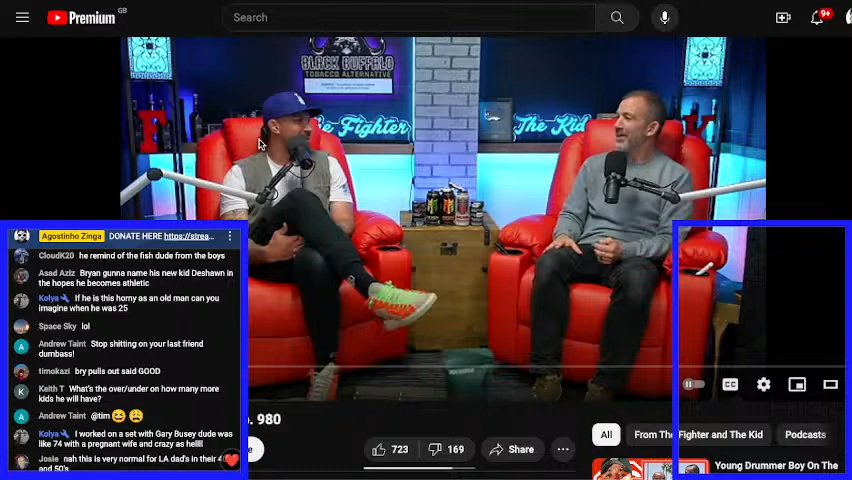 GB
Premium
Search
9+
BLACK BUFFALO
TOBACCO ALTERNATIVE
F
e Fighter
The Kid
K
Agostinho Zinga DONATE HERE https://strea...
CloudK20 he remind of the fish dude from the boys
Asad Aziz Bryan gunna name his new kid Deshawn in
the hopes he becomes athletic
Kolya If he is this horny as an old man can you
imagine when he was 25
Space Sky lol
A Andrew Taint Stop shitting on your last friend
dumbass!
timokazi bry pulls out said GOOD
K Keith T What's the over/under on how many more
kids he will have?
A Andrew Taint @tim
Kolya I worked on a set with Gary Busey dude was
like 74 with a pregnant wife and crazy as hellll
Josie nah this is very normal for LA dad's in their 4
and 50's
CC
o. 980
723
169
Share
All
From The Fighter and The Kid
Podcasts
Young Drummer Boy On The